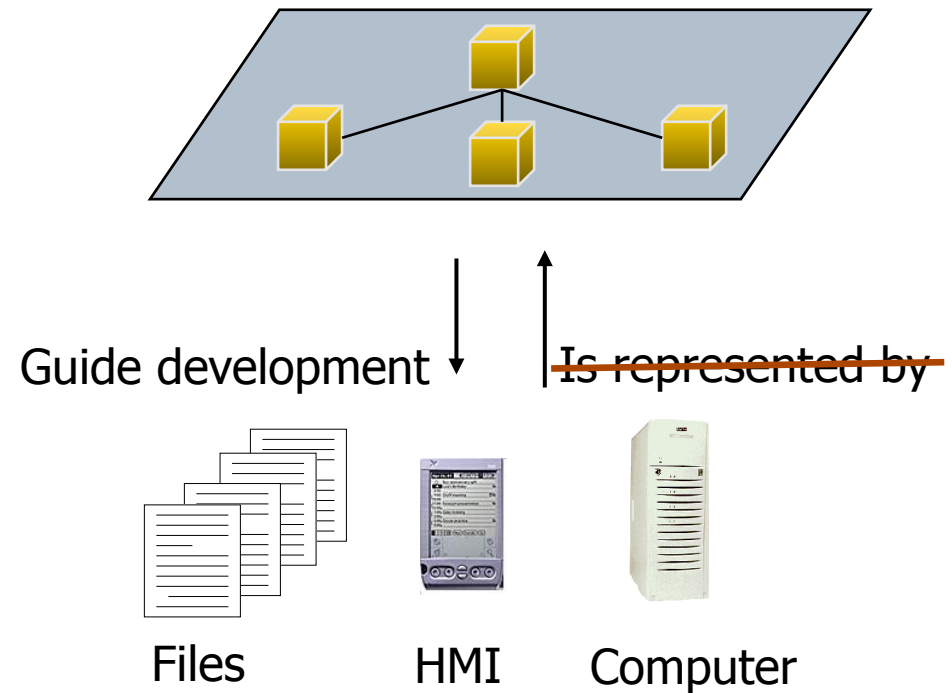 Guide development
Is represented by
Files
HMI
Computer